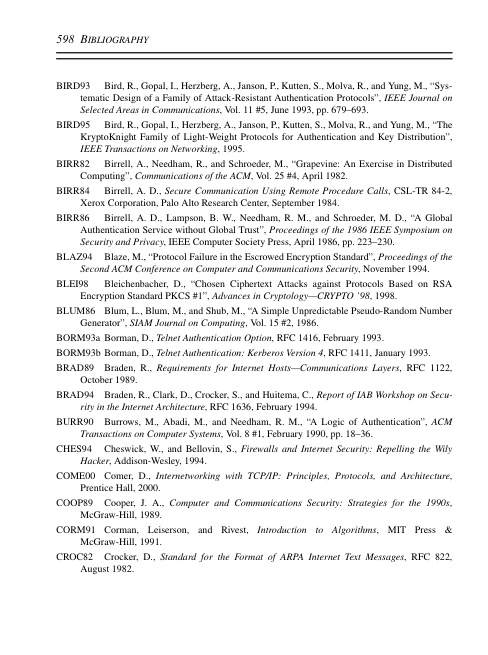 598 BIBLIOGRAPHY
BIRD93 Bird, R., Gopal, I., Herzberg, A., Janson, P., Kutten, S., Molva, R., and Yung, M., “Sys-
tematic Design of a Family of Attack-Resistant Authentication Protocols”, IEEE Journal on
Selected Areas in Communications, Vol. 11 #5, June 1993, pp. 679–693.
BIRD95 Bird, R., Gopal, I., Herzberg, A., Janson, P., Kutten, S., Molva, R., and Yung, M., “The
KryptoKnight Family of Light-Weight Protocols for Authentication and Key Distribution”,
IEEE Transactions on Networking, 1995.
BIRR82 Birrell, A., Needham, R., and Schroeder, M., “Grapevine: An Exercise in Distributed
Computing”, Communications of the ACM, Vol. 25 #4, April 1982.
BIRR84 Birrell, A. D., Secure Communication Using Remote Procedure Calls, CSL-TR 84-2,
Xerox Corporation, Palo Alto Research Center, September 1984.
BIRR86 Birrell, A. D., Lampson, B. W., Needham, R. M., and Schroeder, M. D., “A Global
Authentication Service without Global Trust”, Proceedings of the 1986 IEEE Symposium on
Security and Privacy, IEEE Computer Society Press, April 1986, pp. 223–230.
BLAZ94 Blaze, M., “Protocol Failure in the Escrowed Encryption Standard”, Proceedings of the
Second ACM Conference on Computer and Communications Security, November 1994.
BLEI98 Bleichenbacher, D., “Chosen Ciphertext Attacks against Protocols Based on RSA
Encryption Standard PKCS #1”, Advances in Cryptology—CRYPTO ’98, 1998.
BLUM86 Blum, L., Blum, M., and Shub, M., “A Simple Unpredictable Pseudo-Random Number
Generator”, SIAM Journal on Computing, Vol. 15 #2, 1986.
BORM93a Borman, D., Telnet Authentication Option, RFC 1416, February 1993.
BORM93b Borman, D., Telnet Authentication: Kerberos Version 4, RFC 1411, January 1993.
BRAD89 Braden, R., Requirements for Internet Hosts—Communications Layers, RFC 1122,
October 1989.
BRAD94 Braden, R., Clark, D., Crocker, S., and Huitema, C., Report of IAB Workshop on Secu-
rity in the Internet Architecture, RFC 1636, February 1994.
BURR90 Burrows, M., Abadi, M., and Needham, R. M., “A Logic of Authentication”, ACM
Transactions on Computer Systems, Vol. 8 #1, February 1990, pp. 18–36.
CHES94 Cheswick, W., and Bellovin, S., Firewalls and Internet Security: Repelling the Wily
Hacker, Addison-Wesley, 1994.
COME00 Comer, D., Internetworking with TCP/IP: Principles, Protocols, and Architecture,
Prentice Hall, 2000.
COOP89 Cooper, J. A., Computer and Communications Security: Strategies for the 1990s,
McGraw-Hill, 1989.
CORM91 Corman, Leiserson, and Rivest, Introduction to Algorithms, MIT Press &
McGraw-Hill, 1991.
CROC82 Crocker, D., Standard for the Format of ARPA Internet Text Messages, RFC 822,
August 1982.